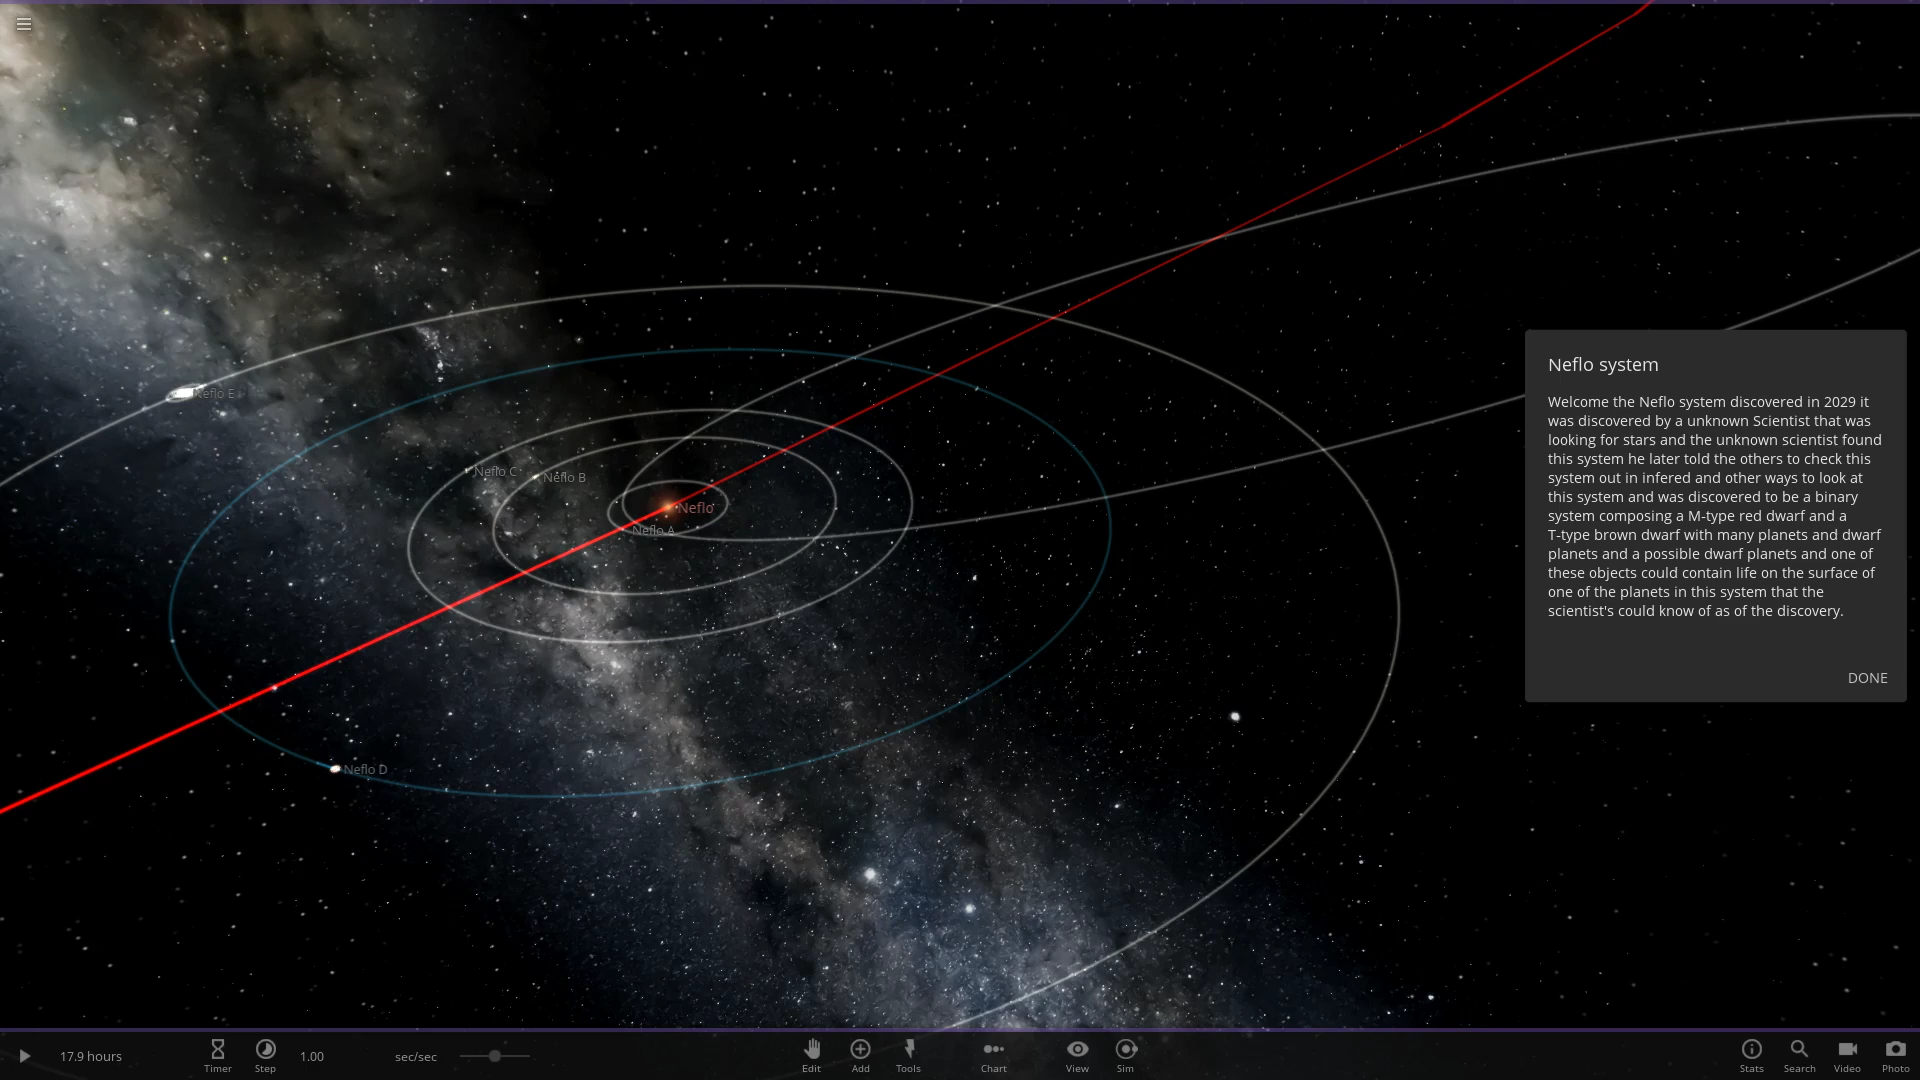 Neflo E
Neflo C
Neflo B
Neflo
Neflo A
Neflo D
Neflo system
Welcome the Neflo system discovered in 2029 it
was discovered by a unknown Scientist that was
looking for stars and the unknown scientist found
this system he later told the others to check this
system out in infered and other ways to look at
this system and was discovered to be a binary
system composing a M-type red dwarf and a
T-type brown dwarf with many planets and dwarf
planets and a possible dwarf planets and one of
these objects could contain life on the surface of
one of the planets in this system that the
scientist's could know of as of the discovery.
DONE
17.9 hours
Timer
Step
1.00
sec/sec
Edit
Add
Tools
Chart
View
Sim
Stats
Search
Video
Photo